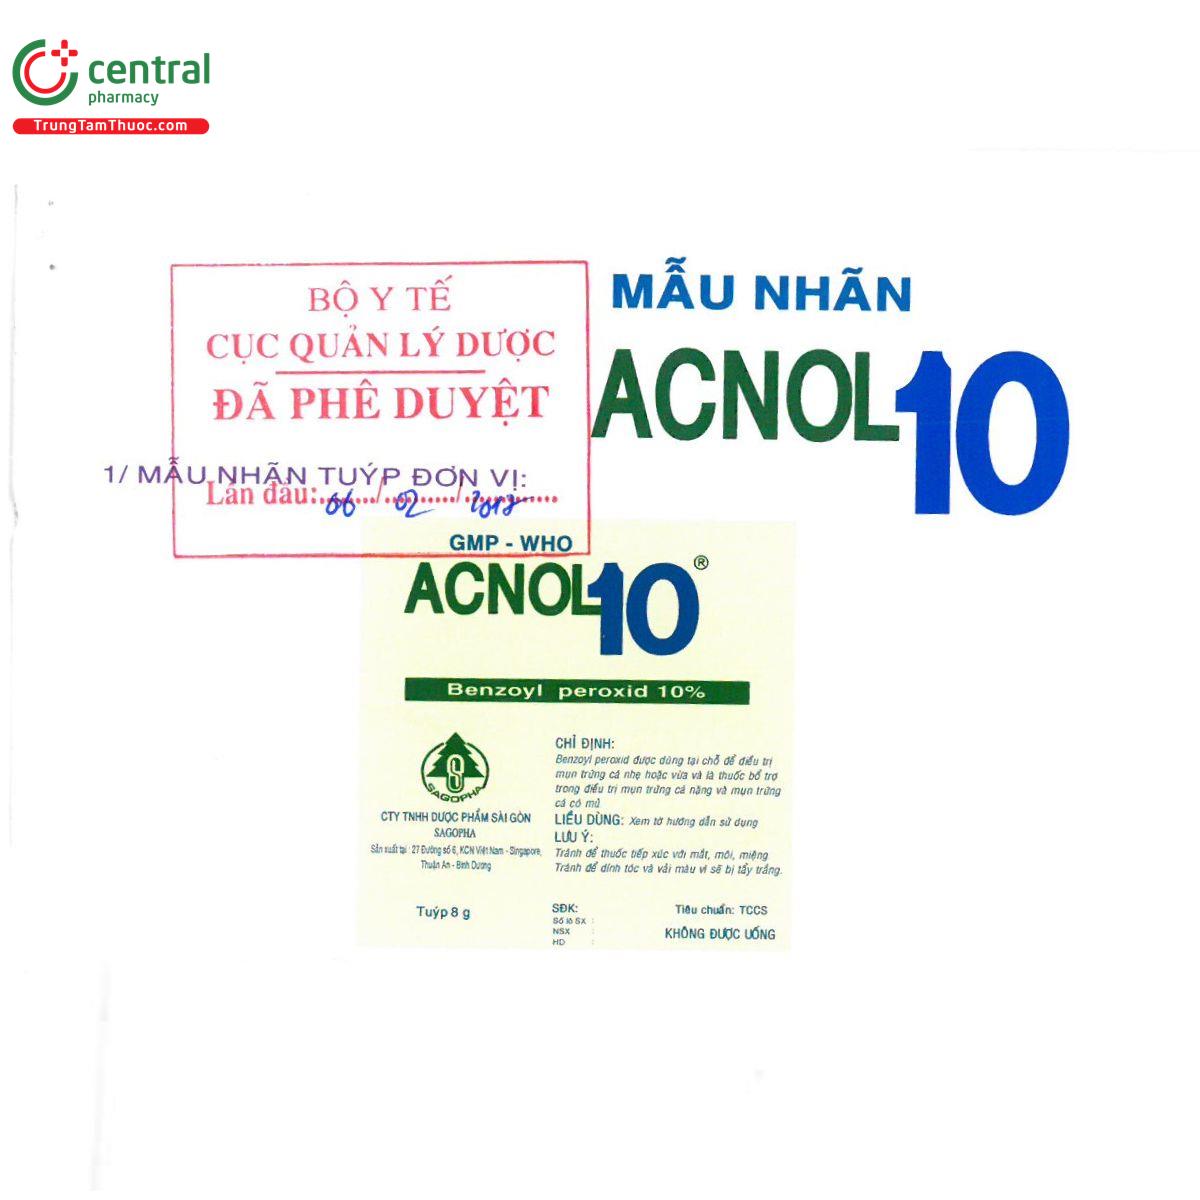 central
pharmacy
TrungTamThuoc.com
BỘ Y TẾ
CỤC QUẢN LÝ DƯỢC
ĐÃ PHÊ DUYỆT
Lần đầu:06/02/2018
MẪU NHÃN
ACNOL10
1/ MẪU NHÃN TUÝP ĐƠN VỊ:
GMP - WHO
ACNOL10®
Benzoyl peroxid 10%
S
SAGOPHA
CTY TNHH DƯỢC PHẨM SÀI GÒN
SAGOPHA
Sản xuất tại : 27 Đường số 6, KCN Việt Nam - Singapore,
Thuận An - Bình Dương
Tuýp 8 g
CHỈ ĐỊNH:
Benzoyl peroxid được dùng tại chỗ để điều trị
mụn trứng cá nhẹ hoặc vừa và là thuốc bổ trợ
trong điều trị mụn trứng cá nặng và mụn trứng
cá có mủ
LIỀU DÙNG: Xem tờ hướng dẫn sử dụng
LƯU Ý:
Tránh để thuốc tiếp xúc với mắt, môi, miệng
Tránh để dính tóc và vải màu vì sẽ bị tẩy trắng.
SĐK:
Số lô SX :
NSX :
HD :
Tiêu chuẩn: TCCS
KHÔNG ĐƯỢC UỐNG